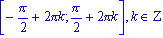 [-π/2 + 2πk; π/2 + 2πk], k ∈ Z